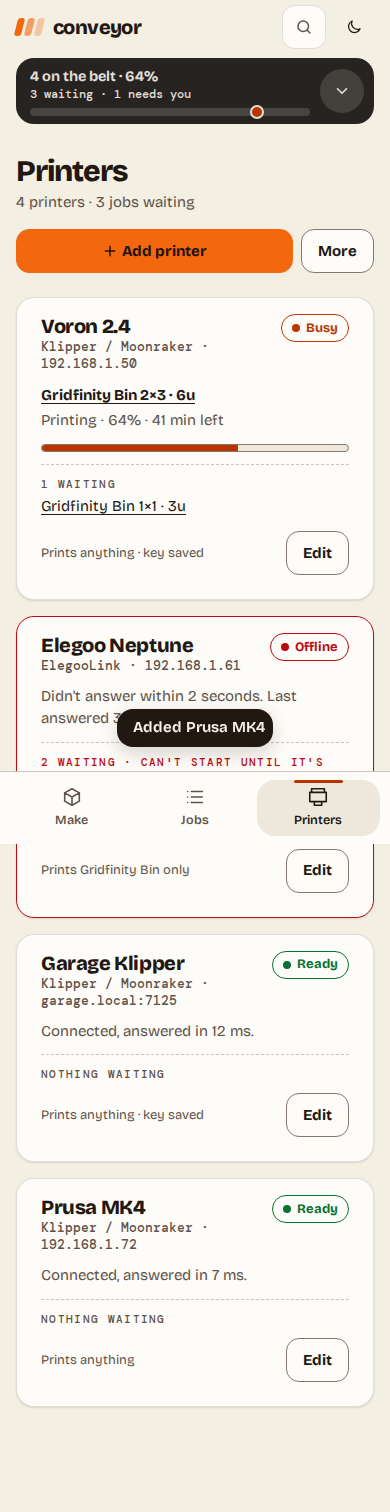 conveyor
4 on the belt · 64%
3 waiting · 1 needs you
Printers
4 printers · 3 jobs waiting
+ Add printer
More
Voron 2.4
Busy
Klipper / Moonraker ·
192.168.1.50
Gridfinity Bin 2×3 · 6u
Printing · 64% · 41 min left
1 WAITING
Gridfinity Bin 1×1 · 3u
Prints anything · key saved
Edit
Elegoo Neptune
Offline
ElegooLink · 192.168.1.61
Didn't answer within 2 seconds. Last
answered
Added Prusa MK4
2 WAITING · CAN'T START UNTIL IT'S
Make
Jobs
Printers
Prints Gridfinity Bin only
Edit
Garage Klipper
Ready
Klipper / Moonraker ·
garage.local:7125
Connected, answered in 12 ms.
NOTHING WAITING
Prints anything · key saved
Edit
Prusa MK4
Ready
Klipper / Moonraker ·
192.168.1.72
Connected, answered in 7 ms.
NOTHING WAITING
Prints anything
Edit